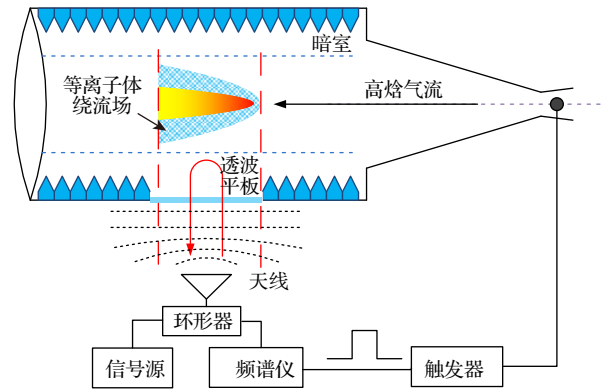 暗室
等离子体
绕流场
高焓气流
透波
平板
天线
环形器
信号源
频谱仪
触发器